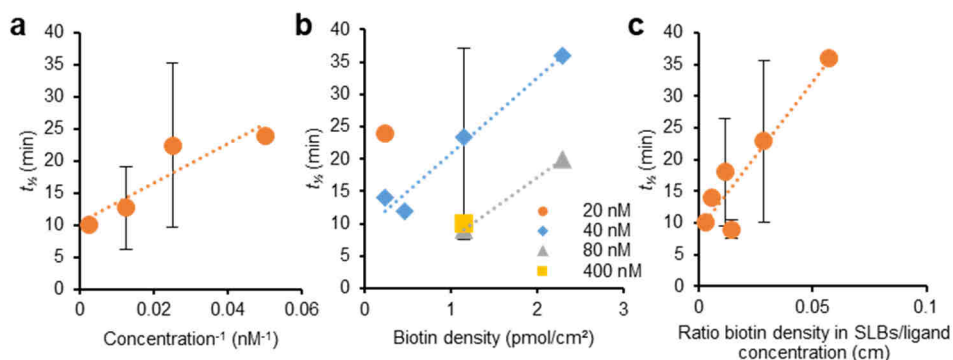 a
b
c
40
35
30
25
20
15
10
5
0
t½ (min)
0
0.02
0.04
0.06
Concentration⁻¹ (nM⁻¹)
40
35
30
25
20
15
10
5
0
t½ (min)
20 nM
40 nM
80 nM
400 nM
0
1
2
3
Biotin density (pmol/cm²)
40
35
30
25
20
15
10
5
0
t½ (min)
0
0.05
0.1
Ratio biotin density in SLBs/ligand
concentration (cm)